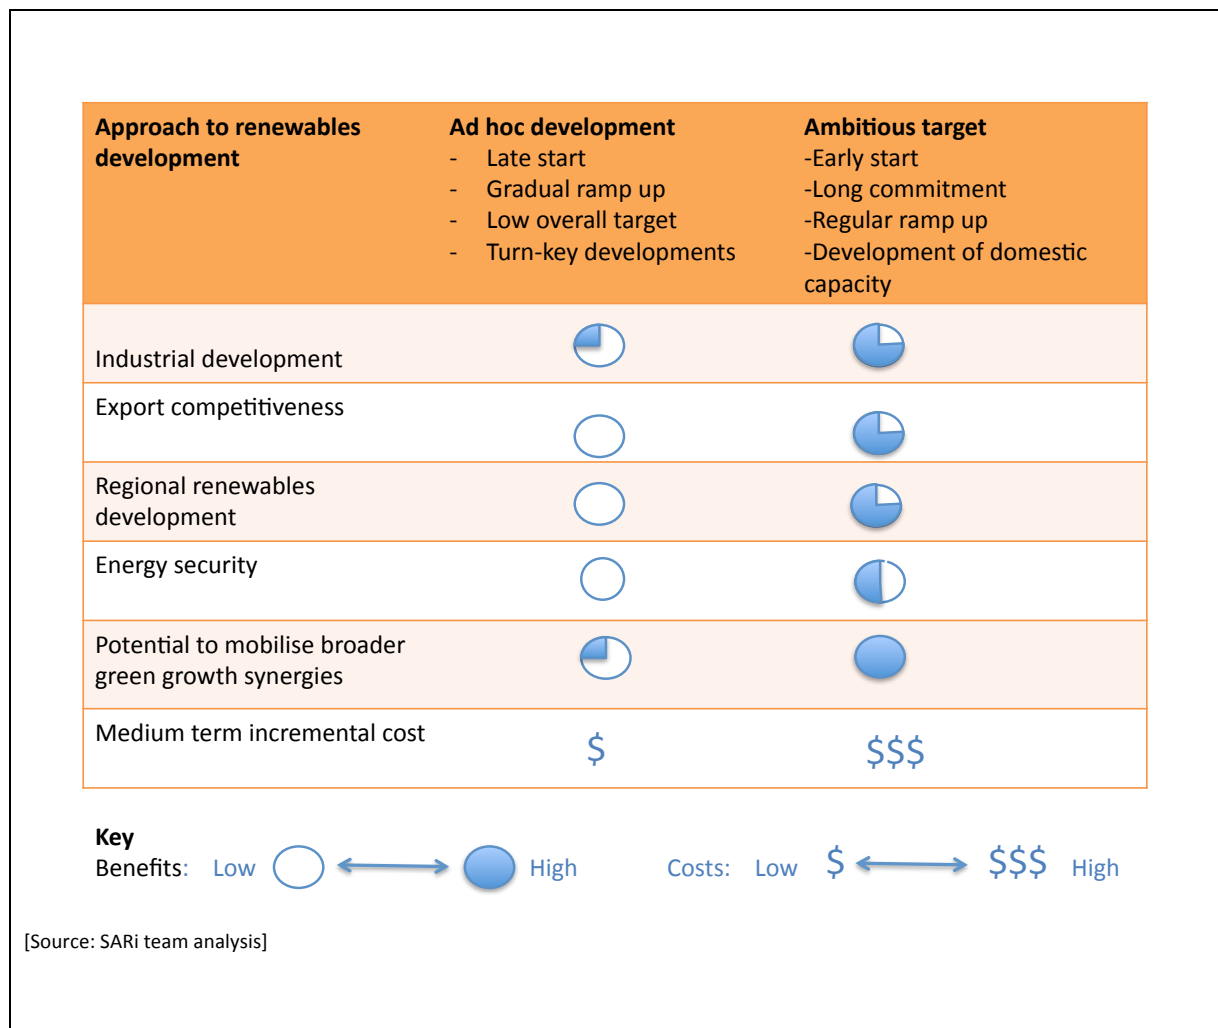 Approach to renewables
development
Ad hoc development
- Late start
- Gradual ramp up
- Low overall target
- Turn-key developments
Ambitious target
-Early start
-Long commitment
-Regular ramp up
-Development of domestic
capacity
Industrial development
Export competitiveness
Regional renewables
development
Energy security
Potential to mobilise broader
green growth synergies
Medium term incremental cost
$
$$$
Key
Benefits: Low High
Costs: Low $ $$$ High
[Source: SARi team analysis]